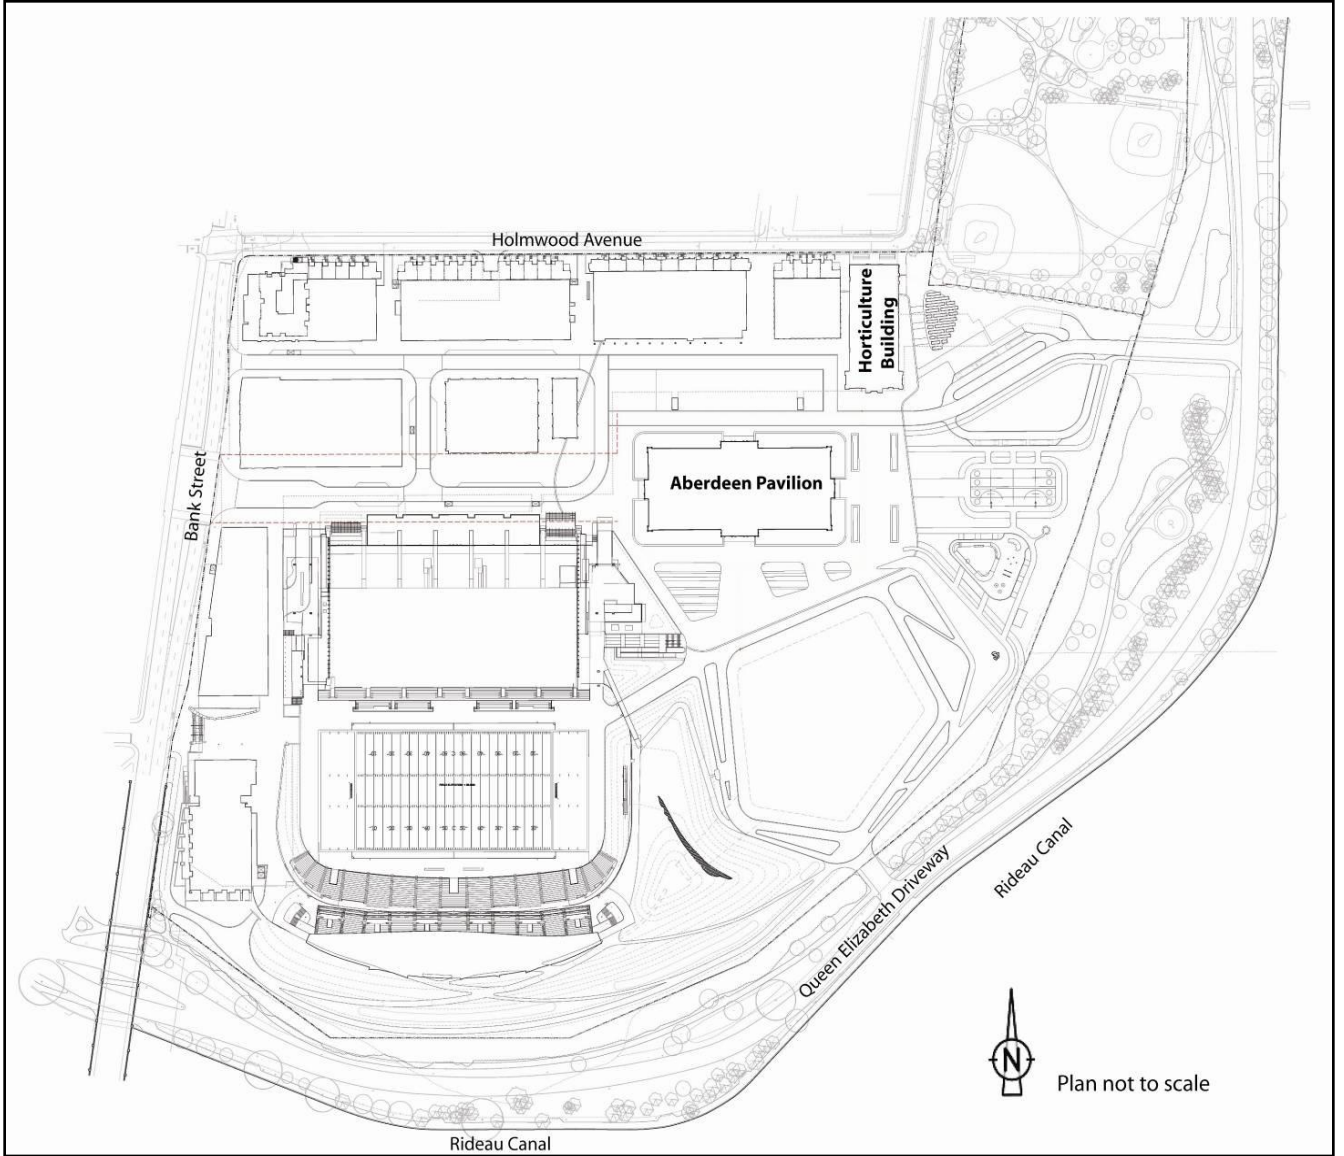 Holmwood Avenue
Horticulture
Building
Bank Street
Aberdeen Pavilion
Queen Elizabeth Driveway
Rideau Canal
N
Plan not to scale
Rideau Canal